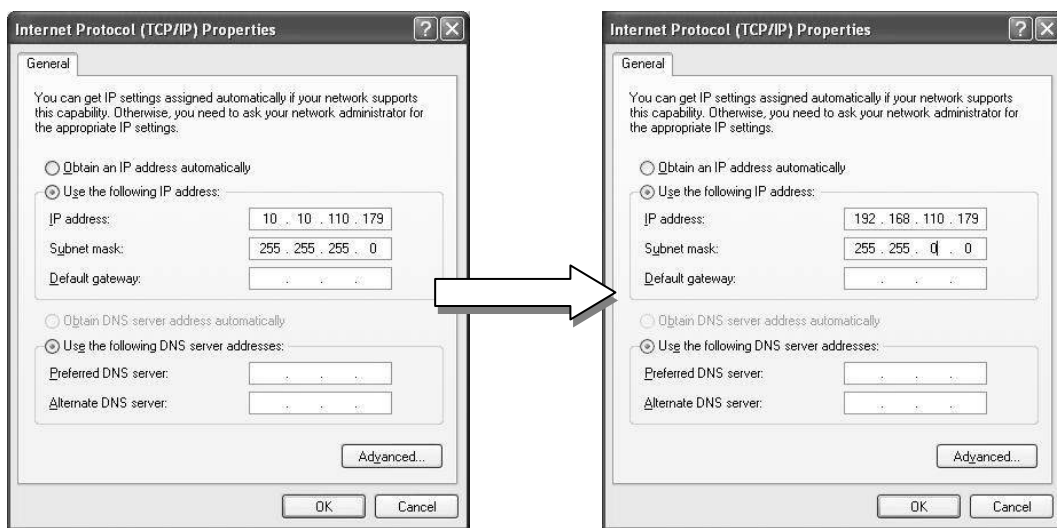 Internet Protocol (TCP/IP) Properties
General
You can get IP settings assigned automatically if your network supports
this capability. Otherwise, you need to ask your network administrator for
the appropriate IP settings.
Obtain an IP address automatically
Use the following IP address:
IP address: 10 . 10 . 110 . 179
Subnet mask: 255 . 255 . 255 . 0
Default gateway: . . .
Obtain DNS server address automatically
Use the following DNS server addresses:
Preferred DNS server: . . .
Alternate DNS server: . . .
Advanced...
OK Cancel
Internet Protocol (TCP/IP) Properties
General
You can get IP settings assigned automatically if your network supports
this capability. Otherwise, you need to ask your network administrator for
the appropriate IP settings.
Obtain an IP address automatically
Use the following IP address:
IP address: 192 . 168 . 110 . 179
Subnet mask: 255 . 255 . 0 . 0
Default gateway: . . .
Obtain DNS server address automatically
Use the following DNS server addresses:
Preferred DNS server: . . .
Alternate DNS server: . . .
Advanced...
OK Cancel